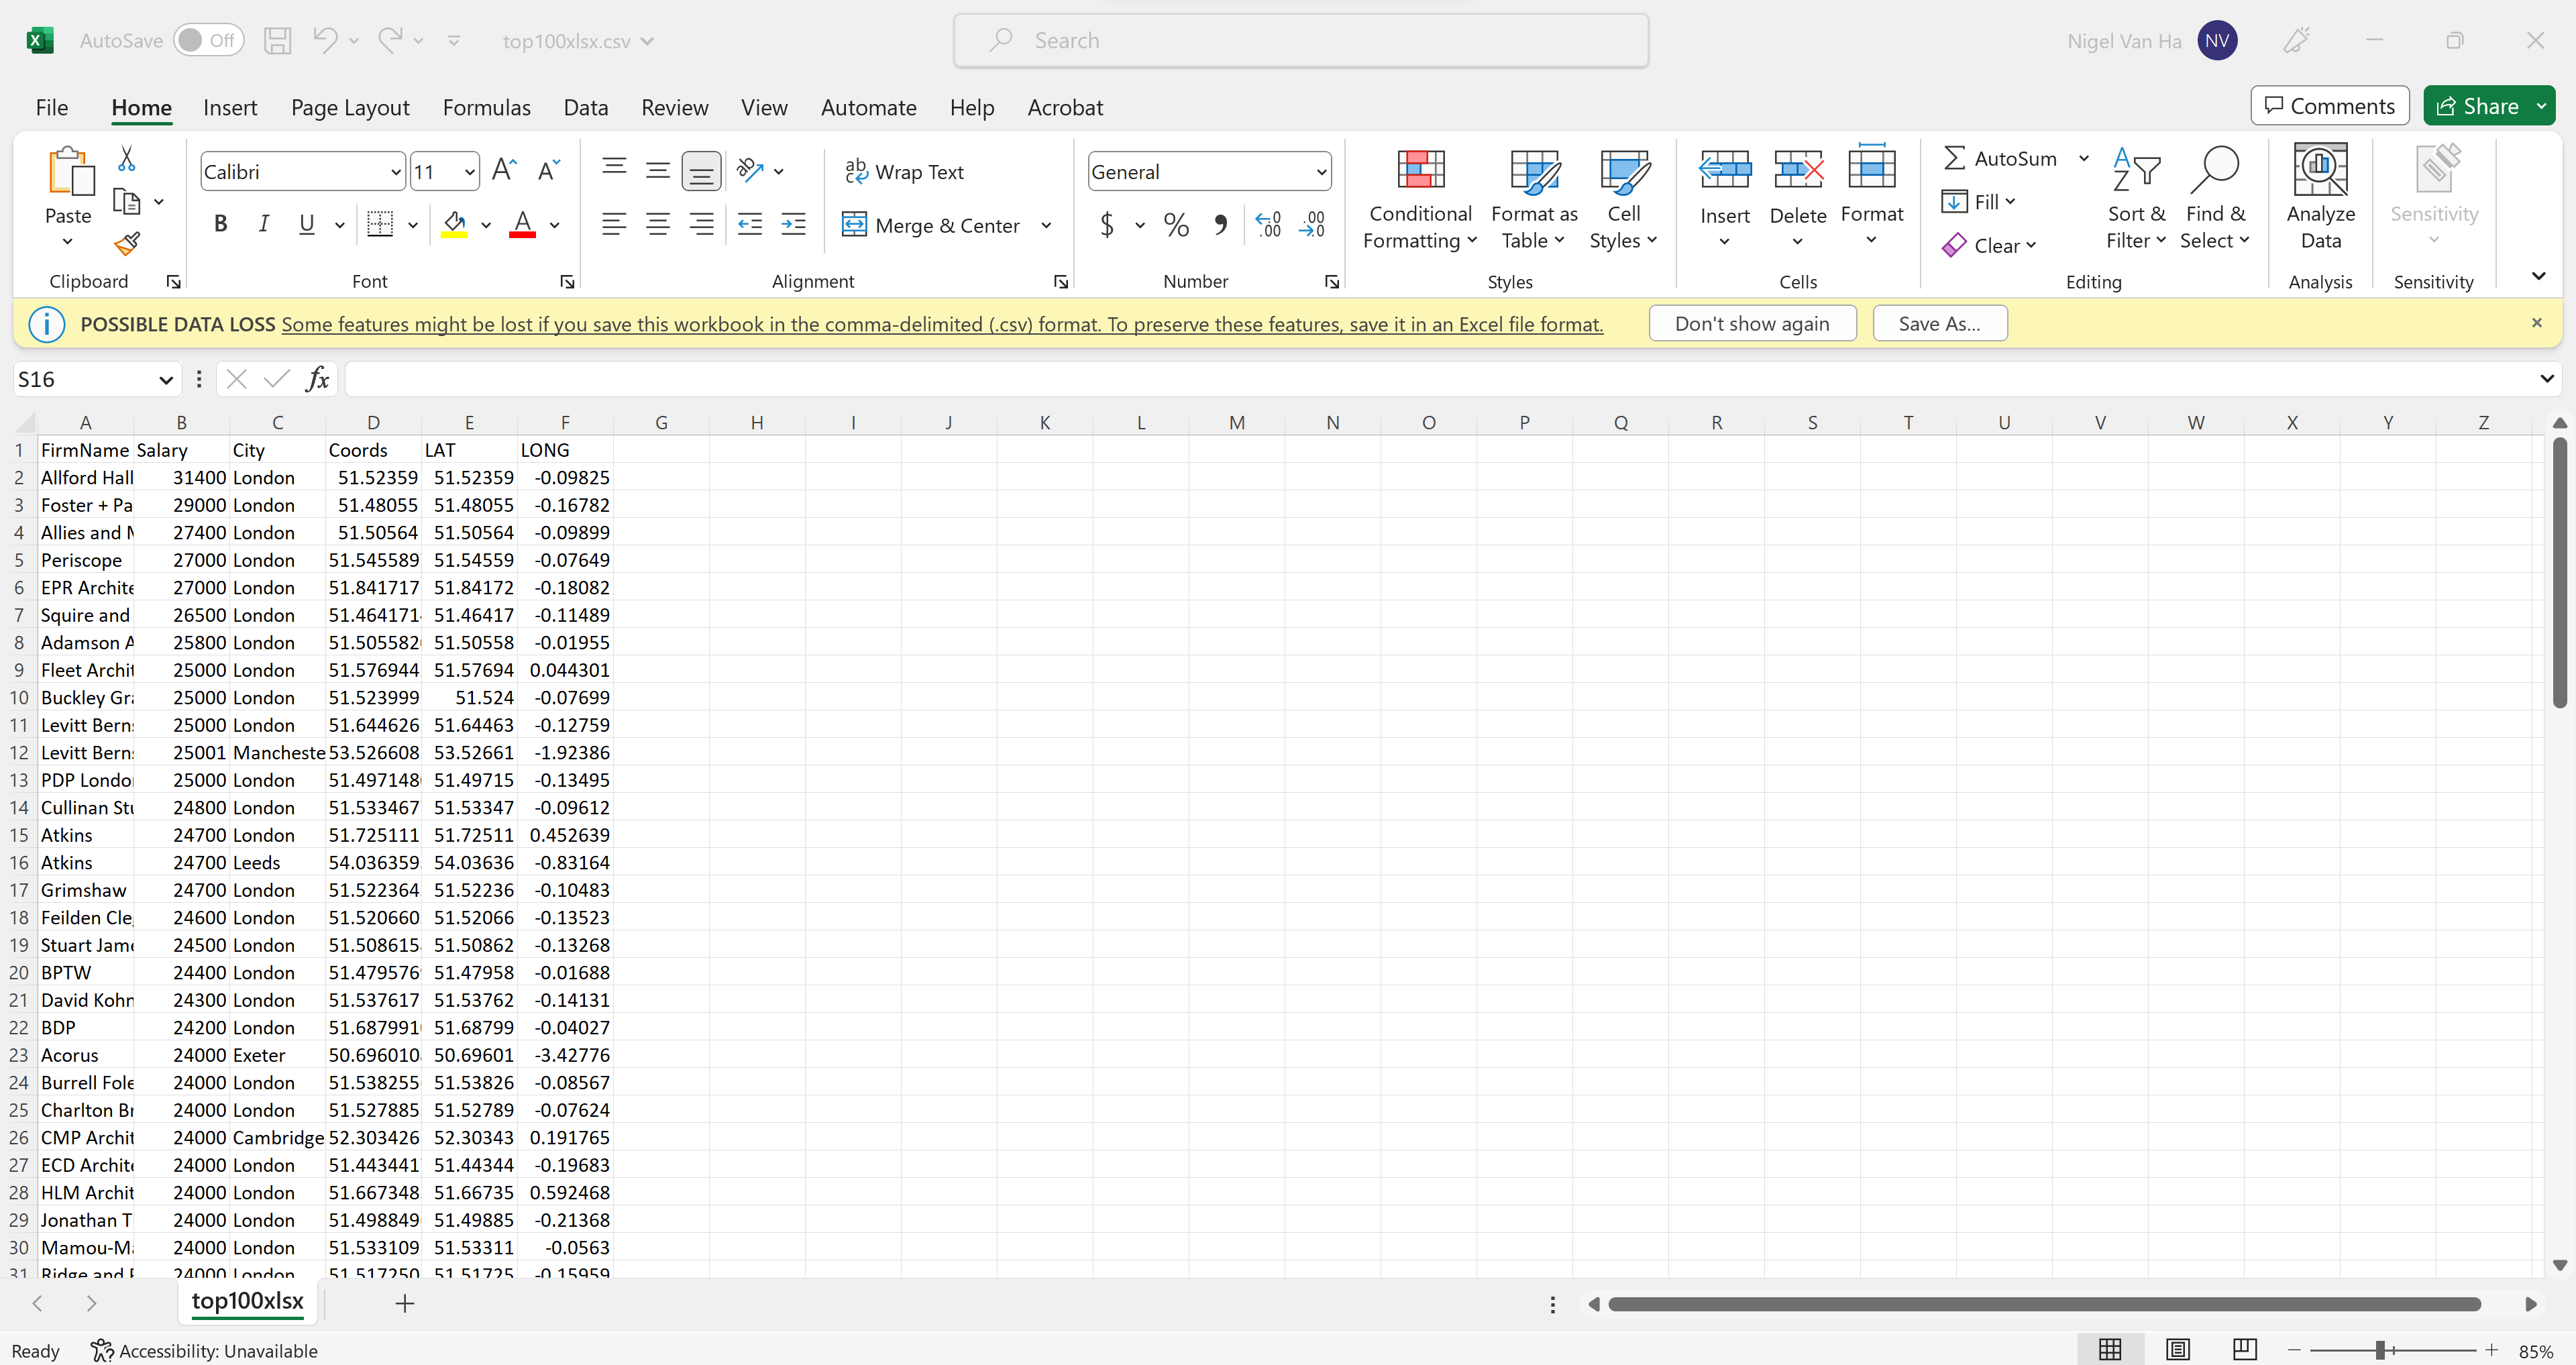 AutoSave Off top100xlsx.csv Search Nigel Van Ha NV
File Home Insert Page Layout Formulas Data Review View Automate Help Acrobat Comments Share
Paste Calibri 11 Wrap Text General Conditional Formatting Format as Table Cell Styles Insert Delete Format AutoSum Sort & Filter Find & Select Analyze Data Sensitivity
B I U A Merge & Center $ % Fill Clear
Clipboard Font Alignment Number Styles Cells Editing Analysis Sensitivity
POSSIBLE DATA LOSS Some features might be lost if you save this workbook in the comma-delimited (.csv) format. To preserve these features, save it in an Excel file format. Don't show again Save As...
S16 fx
A B C D E F G H I J K L M N O P Q R S T U V W X Y Z
1 FirmName Salary City Coords LAT LONG
2 Allford Hall 31400 London 51.52359 51.52359 -0.09825
3 Foster + Pa 29000 London 51.48055 51.48055 -0.16782
4 Allies and 27400 London 51.50564 51.50564 -0.09899
5 Periscope 27000 London 51.545589 51.54559 -0.07649
6 EPR Archite 27000 London 51.841717 51.84172 -0.18082
7 Squire and 26500 London 51.464171 51.46417 -0.11489
8 Adamson A 25800 London 51.505582 51.50558 -0.01955
9 Fleet Archit 25000 London 51.576944 51.57694 0.044301
10 Buckley Gra 25000 London 51.523999 51.524 -0.07699
11 Levitt Berns 25000 London 51.644626 51.64463 -0.12759
12 Levitt Berns 25001 Mancheste 53.526608 53.52661 -1.92386
13 PDP Londo 25000 London 51.497148 51.49715 -0.13495
14 Cullinan Stu 24800 London 51.533467 51.53347 -0.09612
15 Atkins 24700 London 51.725111 51.72511 0.452639
16 Atkins 24700 Leeds 54.036359 54.03636 -0.83164
17 Grimshaw 24700 London 51.522364 51.52236 -0.10483
18 Feilden Cle 24600 London 51.520660 51.52066 -0.13523
19 Stuart Jame 24500 London 51.508615 51.50862 -0.13268
20 BPTW 24400 London 51.479576 51.47958 -0.01688
21 David Kohn 24300 London 51.537617 51.53762 -0.14131
22 BDP 24200 London 51.687991 51.68799 -0.04027
23 Acorus 24000 Exeter 50.696010 50.69601 -3.42776
24 Burrell Fole 24000 London 51.538255 51.53826 -0.08567
25 Charlton Br 24000 London 51.527885 51.52789 -0.07624
26 CMP Archit 24000 Cambridge 52.303426 52.30343 0.191765
27 ECD Archite 24000 London 51.443441 51.44344 -0.19683
28 HLM Archit 24000 London 51.667348 51.66735 0.592468
29 Jonathan T 24000 London 51.498849 51.49885 -0.21368
30 Mamou-Ma 24000 London 51.533109 51.53311 -0.0563
31 Ridge and 24000 London 51.517250 51.51725 -0.15959
top100xlsx
Ready Accessibility: Unavailable 85%